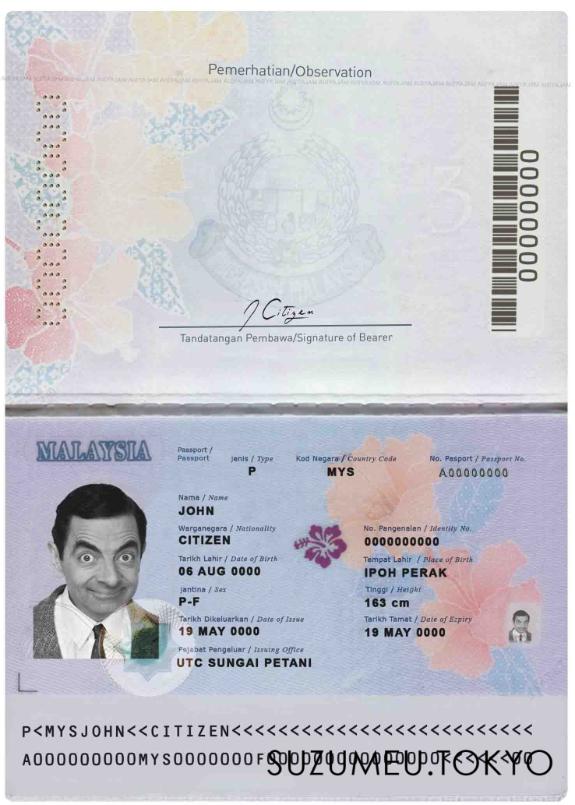 Pemerhatian/Observation
000000000
J Citizen
Tandatangan Pembawa/Signature of Bearer
MALAYSIA
Passport / Passport
Jenis / Type
Kod Negara / Country Code
No. Pasport / Passport No.
P
MYS
A00000000
Nama / Name
JOHN
Warganegara / Nationality
No. Pengenalan / Identity No.
CITIZEN
0000000000
Tarikh Lahir / Date of Birth
Tempat Lahir / Place of Birth
06 AUG 0000
IPOH PERAK
Jantina / Sex
Tinggi / Height
P-F
163 cm
Tarikh Dikeluarkan / Date of Issue
Tarikh Tamat / Date of Expiry
19 MAY 0000
19 MAY 0000
Pejabat Pengeluar / Issuing Office
UTC SUNGAI PETANI
P<MYSJOHN<<CITIZEN<<<<<<<<<<<<<<<<<<<<<<<<<<
SUZUMEU.TOKYO